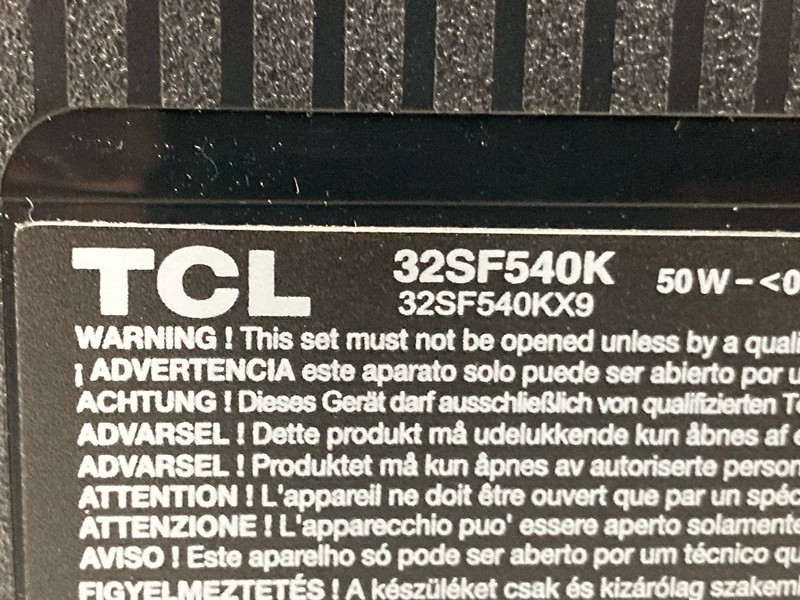 TCL
32SF540K 50W–<0
32SF540KX9
WARNING ! This set must not be opened unless by a quali
¡ ADVERTENCIA este aparato solo puede ser abierto por u
ACHTUNG ! Dieses Gerät darf ausschließlich von qualifizierten T
ADVARSEL ! Dette produkt må udelukkende kun åbnes af
ADVARSEL ! Produktet må kun åpnes av autoriserte person
ATTENTION ! L'appareil ne doit être ouvert que par un spéc
ATTENZIONE ! L'apparecchio puo' essere aperto solamente
AVISO ! Este aparelho só pode ser aberto por um técnico qu
FIGYELMEZTETÉS ! A készüléket csak és kizárólag szakem